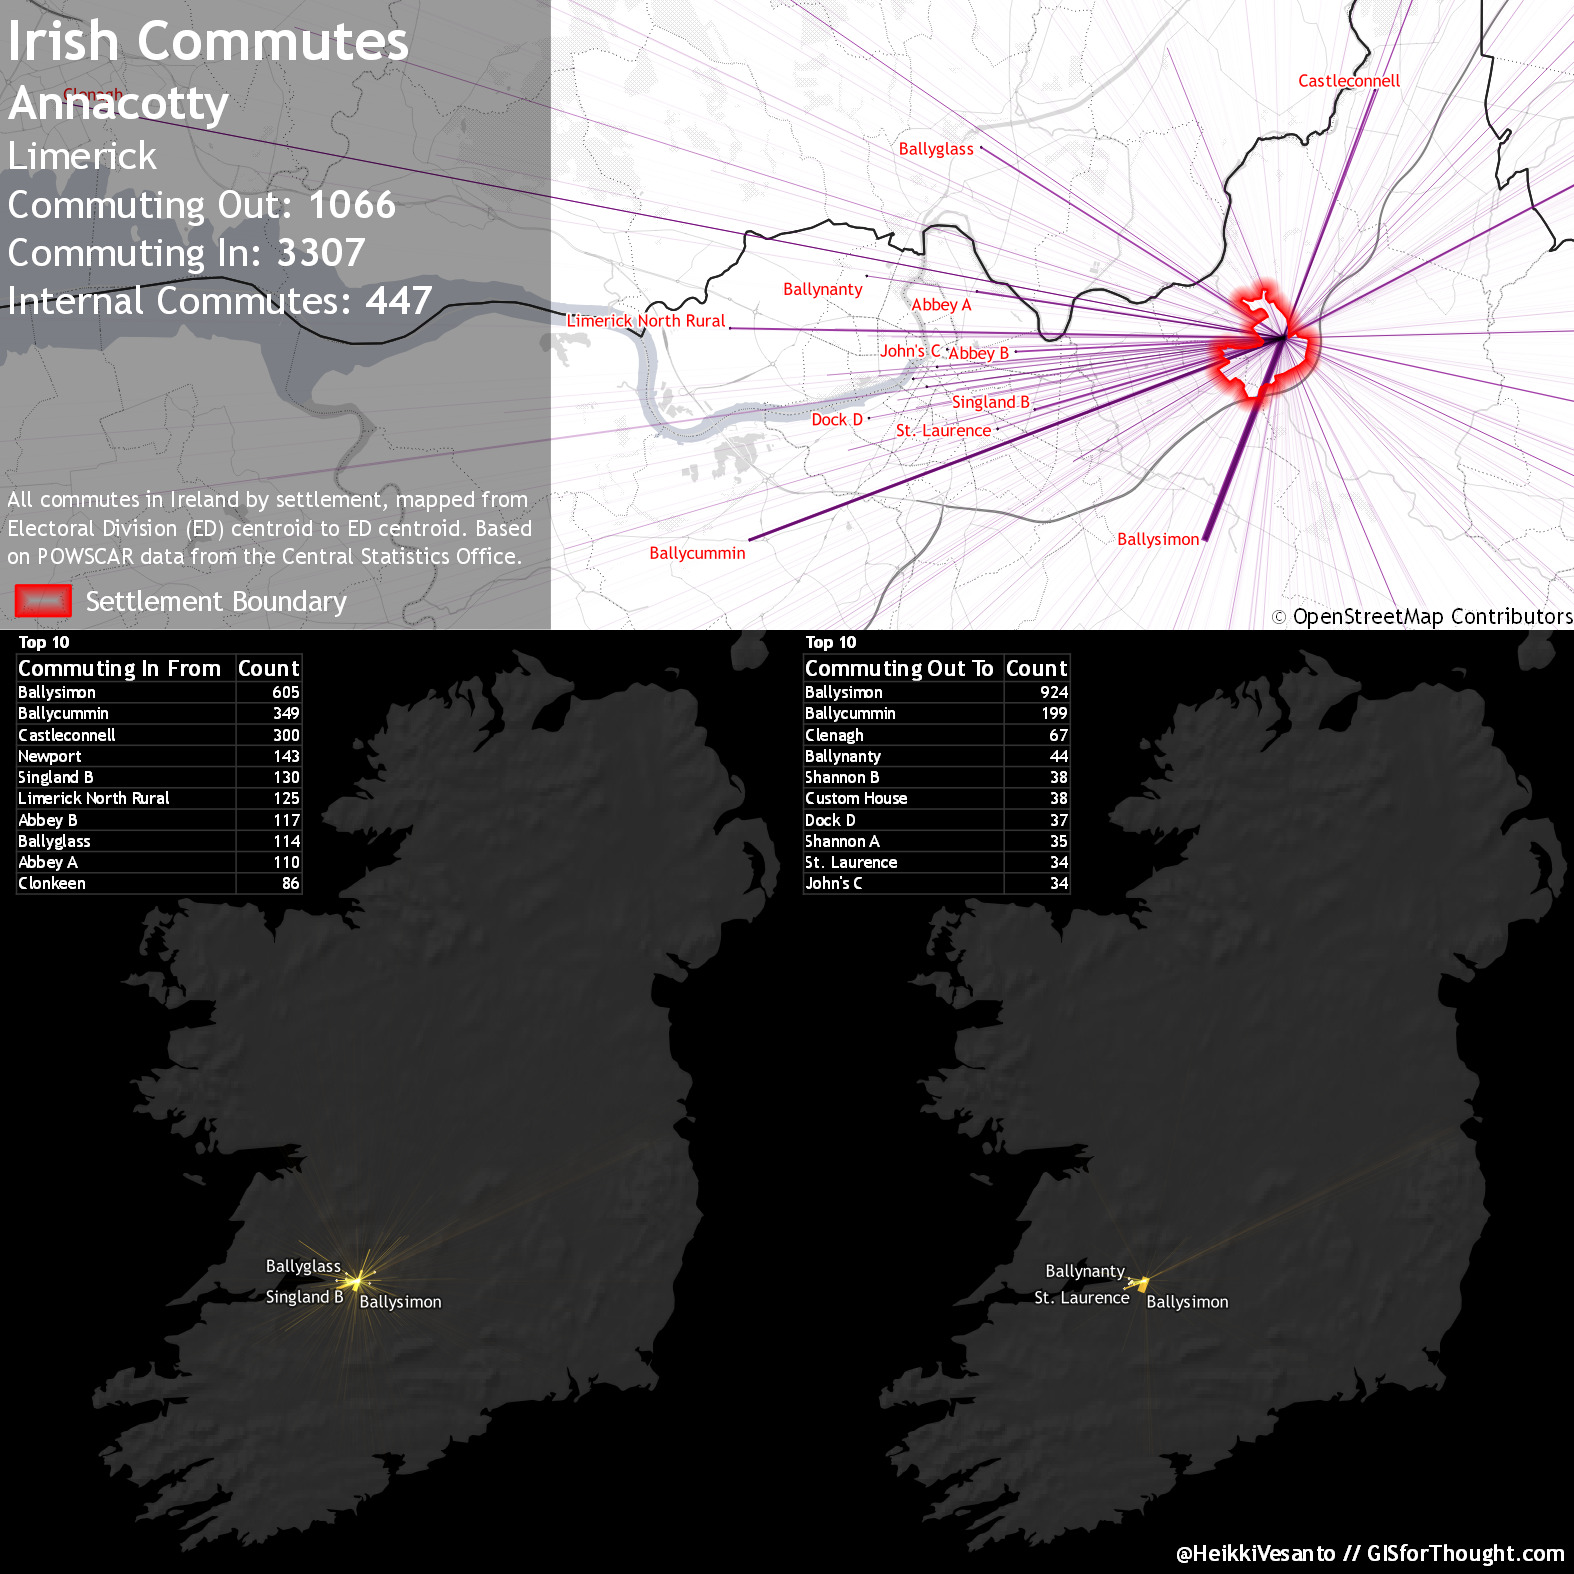 Irish Commutes
Clenagh
Annacotty
Limerick
Commuting Out: 1066
Commuting In: 3307
Internal Commutes: 447
All commutes in Ireland by settlement, mapped from
Electoral Division (ED) centroid to ED centroid. Based
on POWSCAR data from the Central Statistics Office.
Settlement Boundary
Castleconnell
Ballyglass
Ballynanty
Abbey A
Limerick North Rural
John's C
Abbey B
Singland B
Dock D
St. Laurence
Ballycummin
Ballysimon
© OpenStreetMap Contributors
Top 10
Commuting In From Count
Ballysimon 605
Ballycummin 349
Castleconnell 300
Newport 143
Singland B 130
Limerick North Rural 125
Abbey B 117
Ballyglass 114
Abbey A 110
Clonkeen 86
Top 10
Commuting Out To Count
Ballysimon 924
Ballycummin 199
Clenagh 67
Ballynanty 44
Shannon B 38
Custom House 38
Dock D 37
Shannon A 35
St. Laurence 34
John's C 34
Ballyglass
Singland B
Ballysimon
Ballynanty
St. Laurence
Ballysimon
@HeikkiVesanto // GISforThought.com